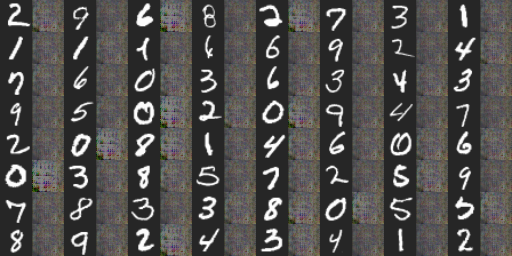 2 9 6 8 2 7 3 1
1 1 1 6 6 9 2 4
7 6 0 3 6 3 4 3
9 5 0 2 0 9 4 7
2 0 8 1 4 6 0 6
0 3 8 5 7 2 5 9
7 8 3 3 8 0 5 5
8 9 2 4 3 4 1 2